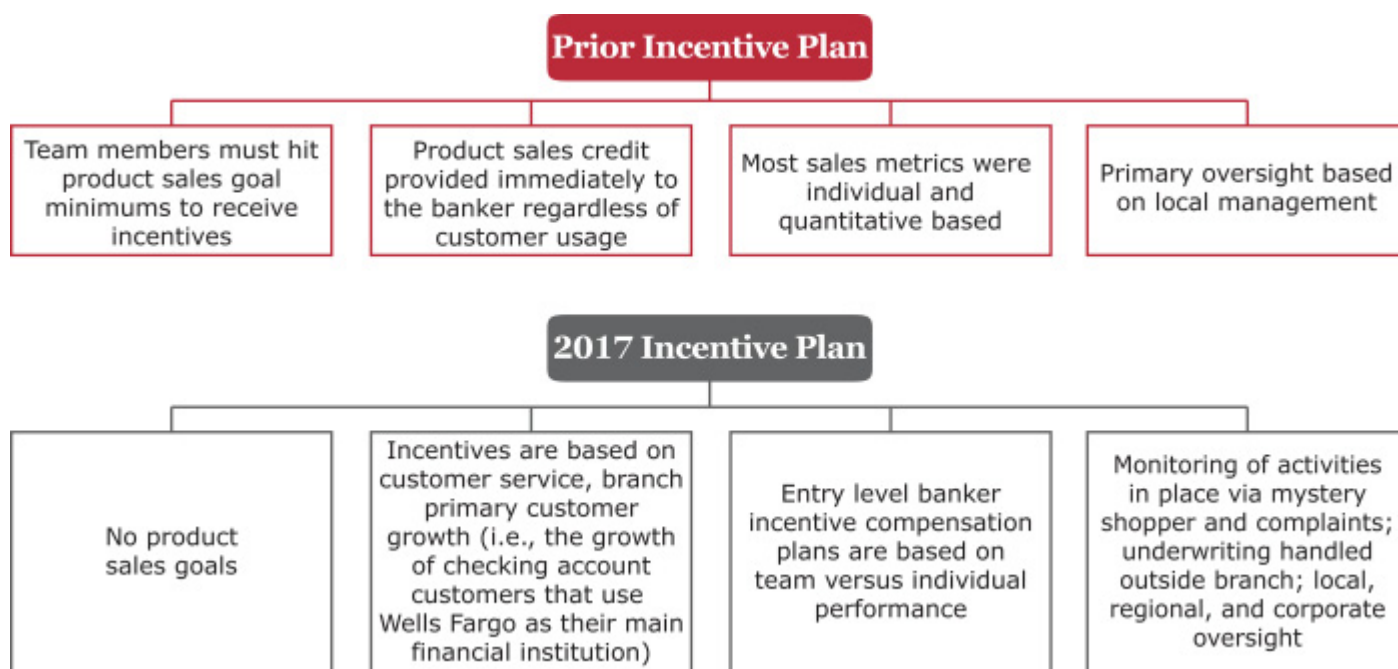 Prior Incentive Plan
Team members must hit
product sales goal
minimums to receive
incentives
Product sales credit
provided immediately to
the banker regardless of
customer usage
Most sales metrics were
individual and
quantitative based
Primary oversight based
on local management
2017 Incentive Plan
No product
sales goals
Incentives are based on
customer service, branch
primary customer
growth (i.e., the growth
of checking account
customers that use
Wells Fargo as their main
financial institution)
Entry level banker
incentive compensation
plans are based on
team versus individual
performance
Monitoring of activities
in place via mystery
shopper and complaints;
underwriting handled
outside branch; local,
regional, and corporate
oversight